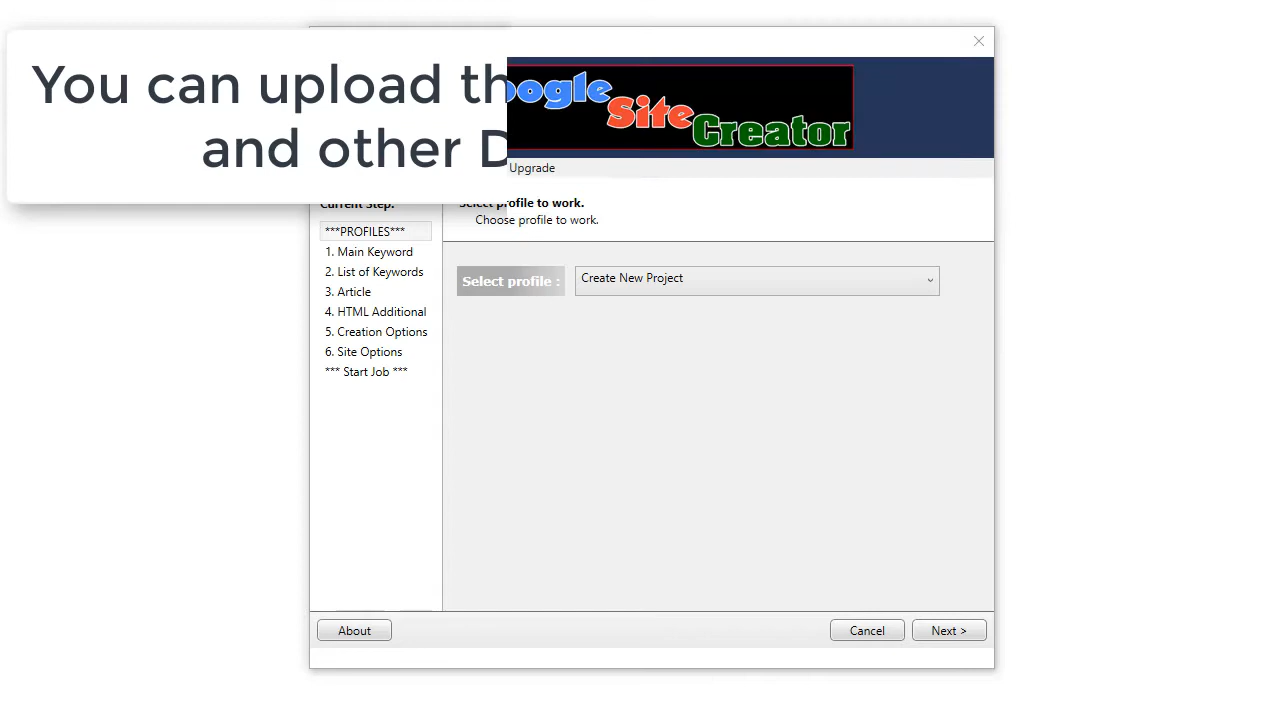 You can upload
and other
Site
Creator
Upgrade
Select profile to work.
Choose profile to work.
Current Step:
***PROFILES***
1. Main Keyword
2. List of Keywords
3. Article
4. HTML Additional
5. Creation Options
6. Site Options
*** Start Job ***
Select profile :
Create New Project
About
Cancel
Next >